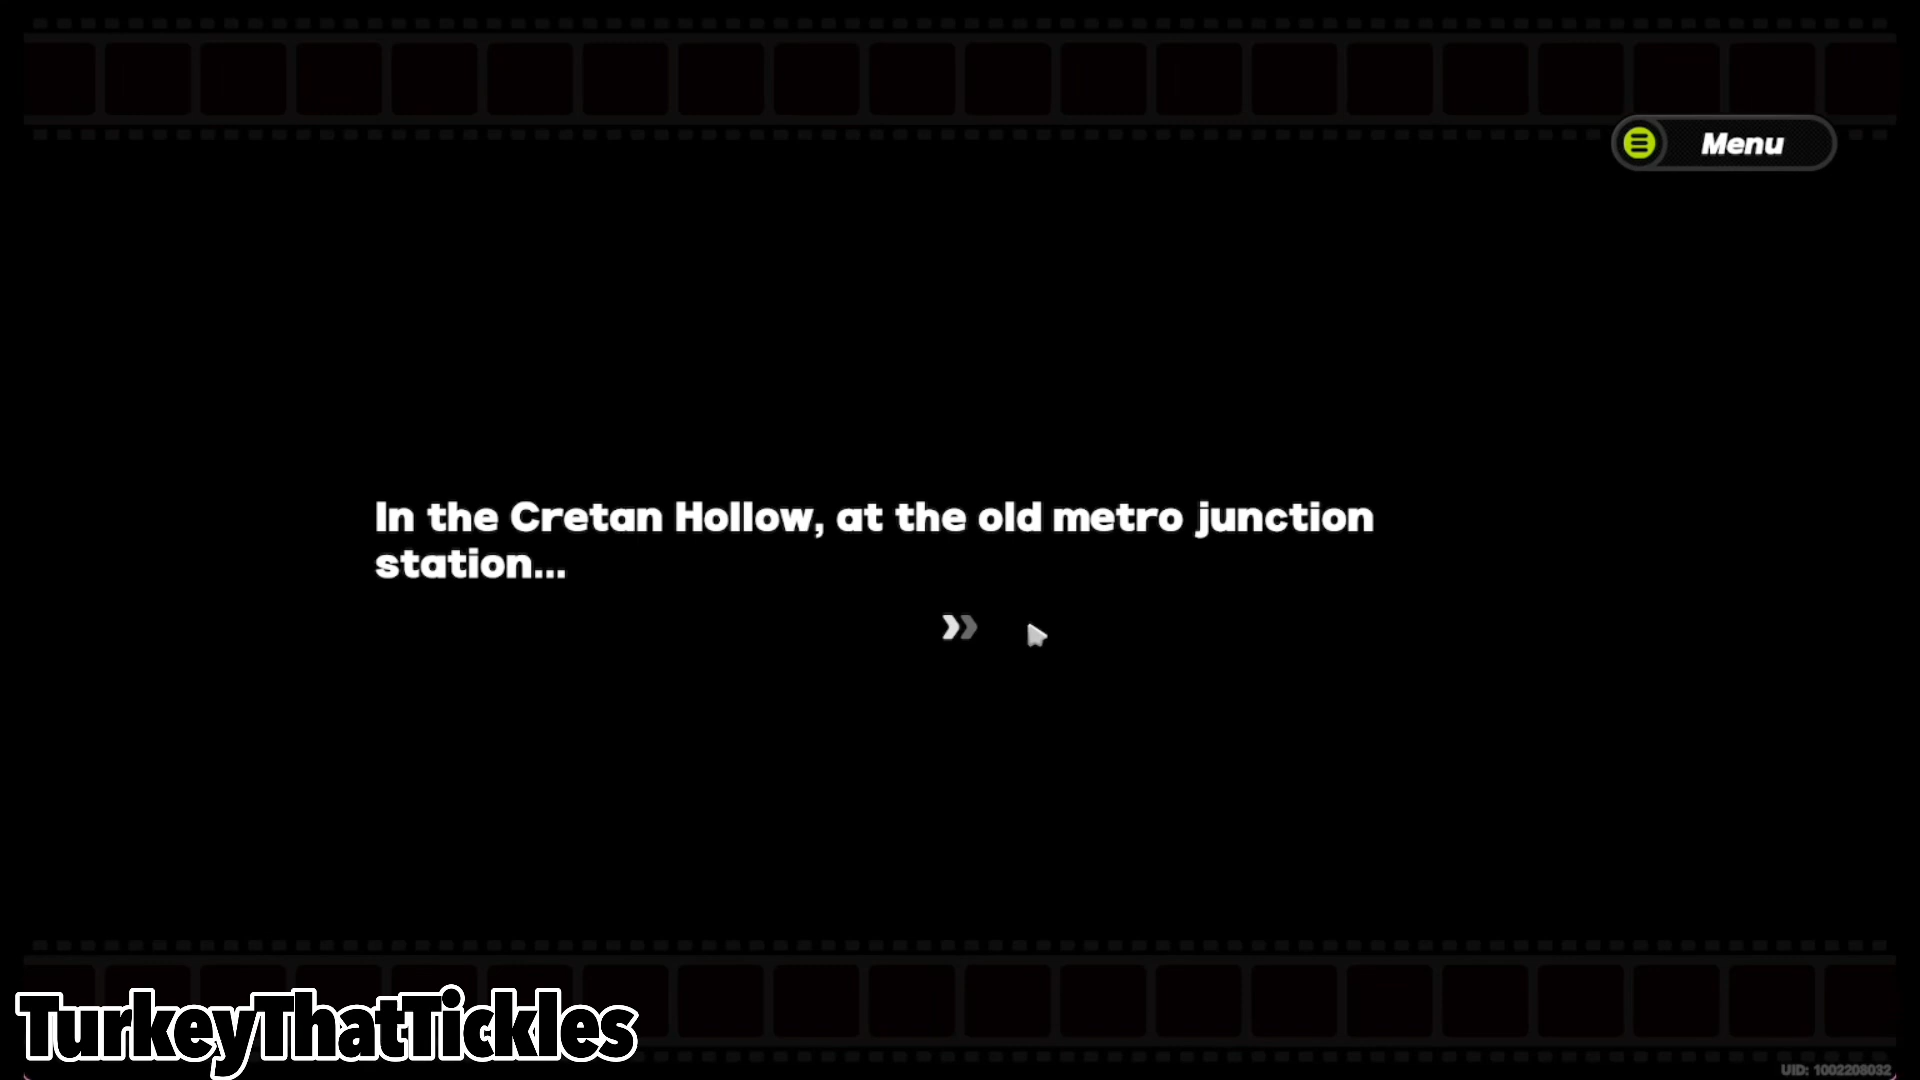 Menu
In the Cretan Hollow, at the old metro junction
station...
TurkeyThatTickles
UID: 1002208032